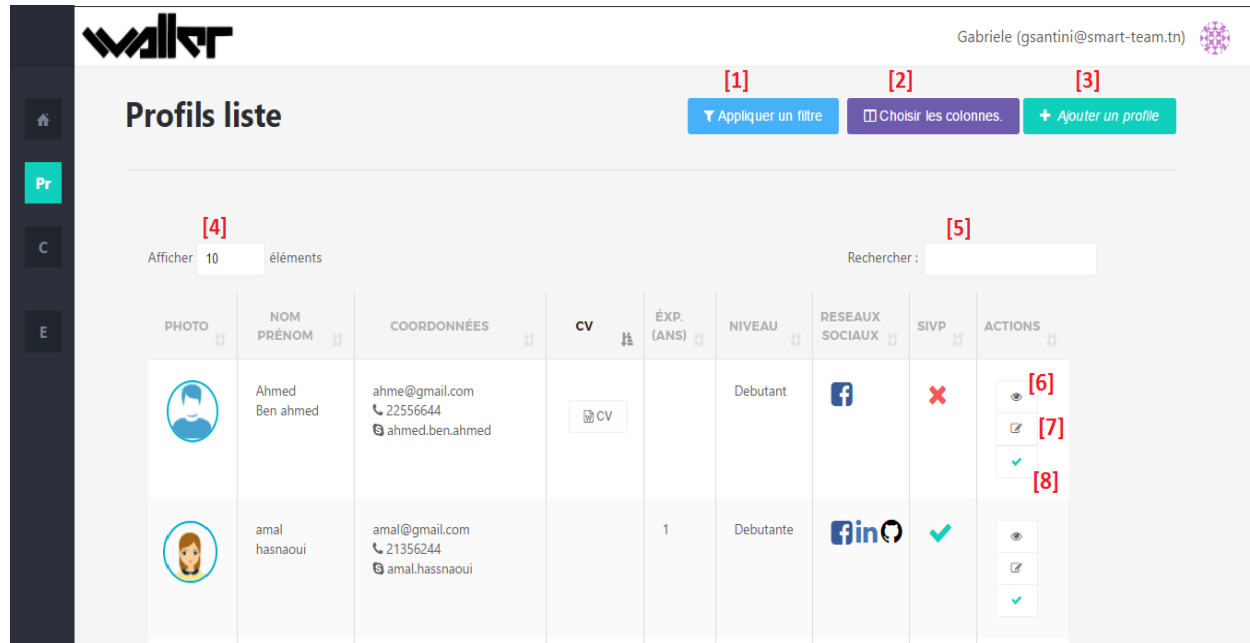 waller
Gabriele (gsantini@smart-team.tn)
[1] [2] [3]
Profils liste
Appliquer un filtre
Choisir les colonnes.
Ajouter un profile
Pr
C
E
[4] [5]
Afficher 10 éléments
Rechercher :
PHOTO
NOM
PRÉNOM
COORDONNÉES
CV
ÉXP.
(ANS)
NIVEAU
RESEAUX
SOCIAUX
SIVP
ACTIONS
Ahmed
Ben ahmed
ahme@gmail.com
22556644
ahmed.ben.ahmed
CV
Debutant
[6]
[7]
[8]
amal
hasnaoui
amal@gmail.com
21356244
amal.hassnaoui
1
Debutante
in